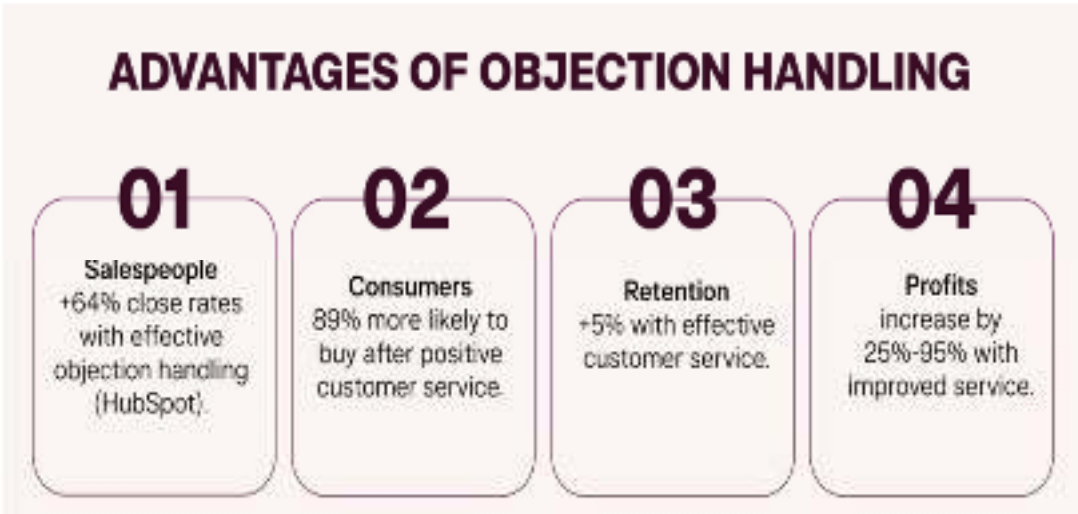 ADVANTAGES OF OBJECTION HANDLING
01
Salespeople
+64% close rates
with effective
objection handling
(HubSpot).
02
Consumers
89% more likely to
buy after positive
customer service.
03
Retention
+5% with effective
customer service.
04
Profits
increase by
25%-95% with
improved service.